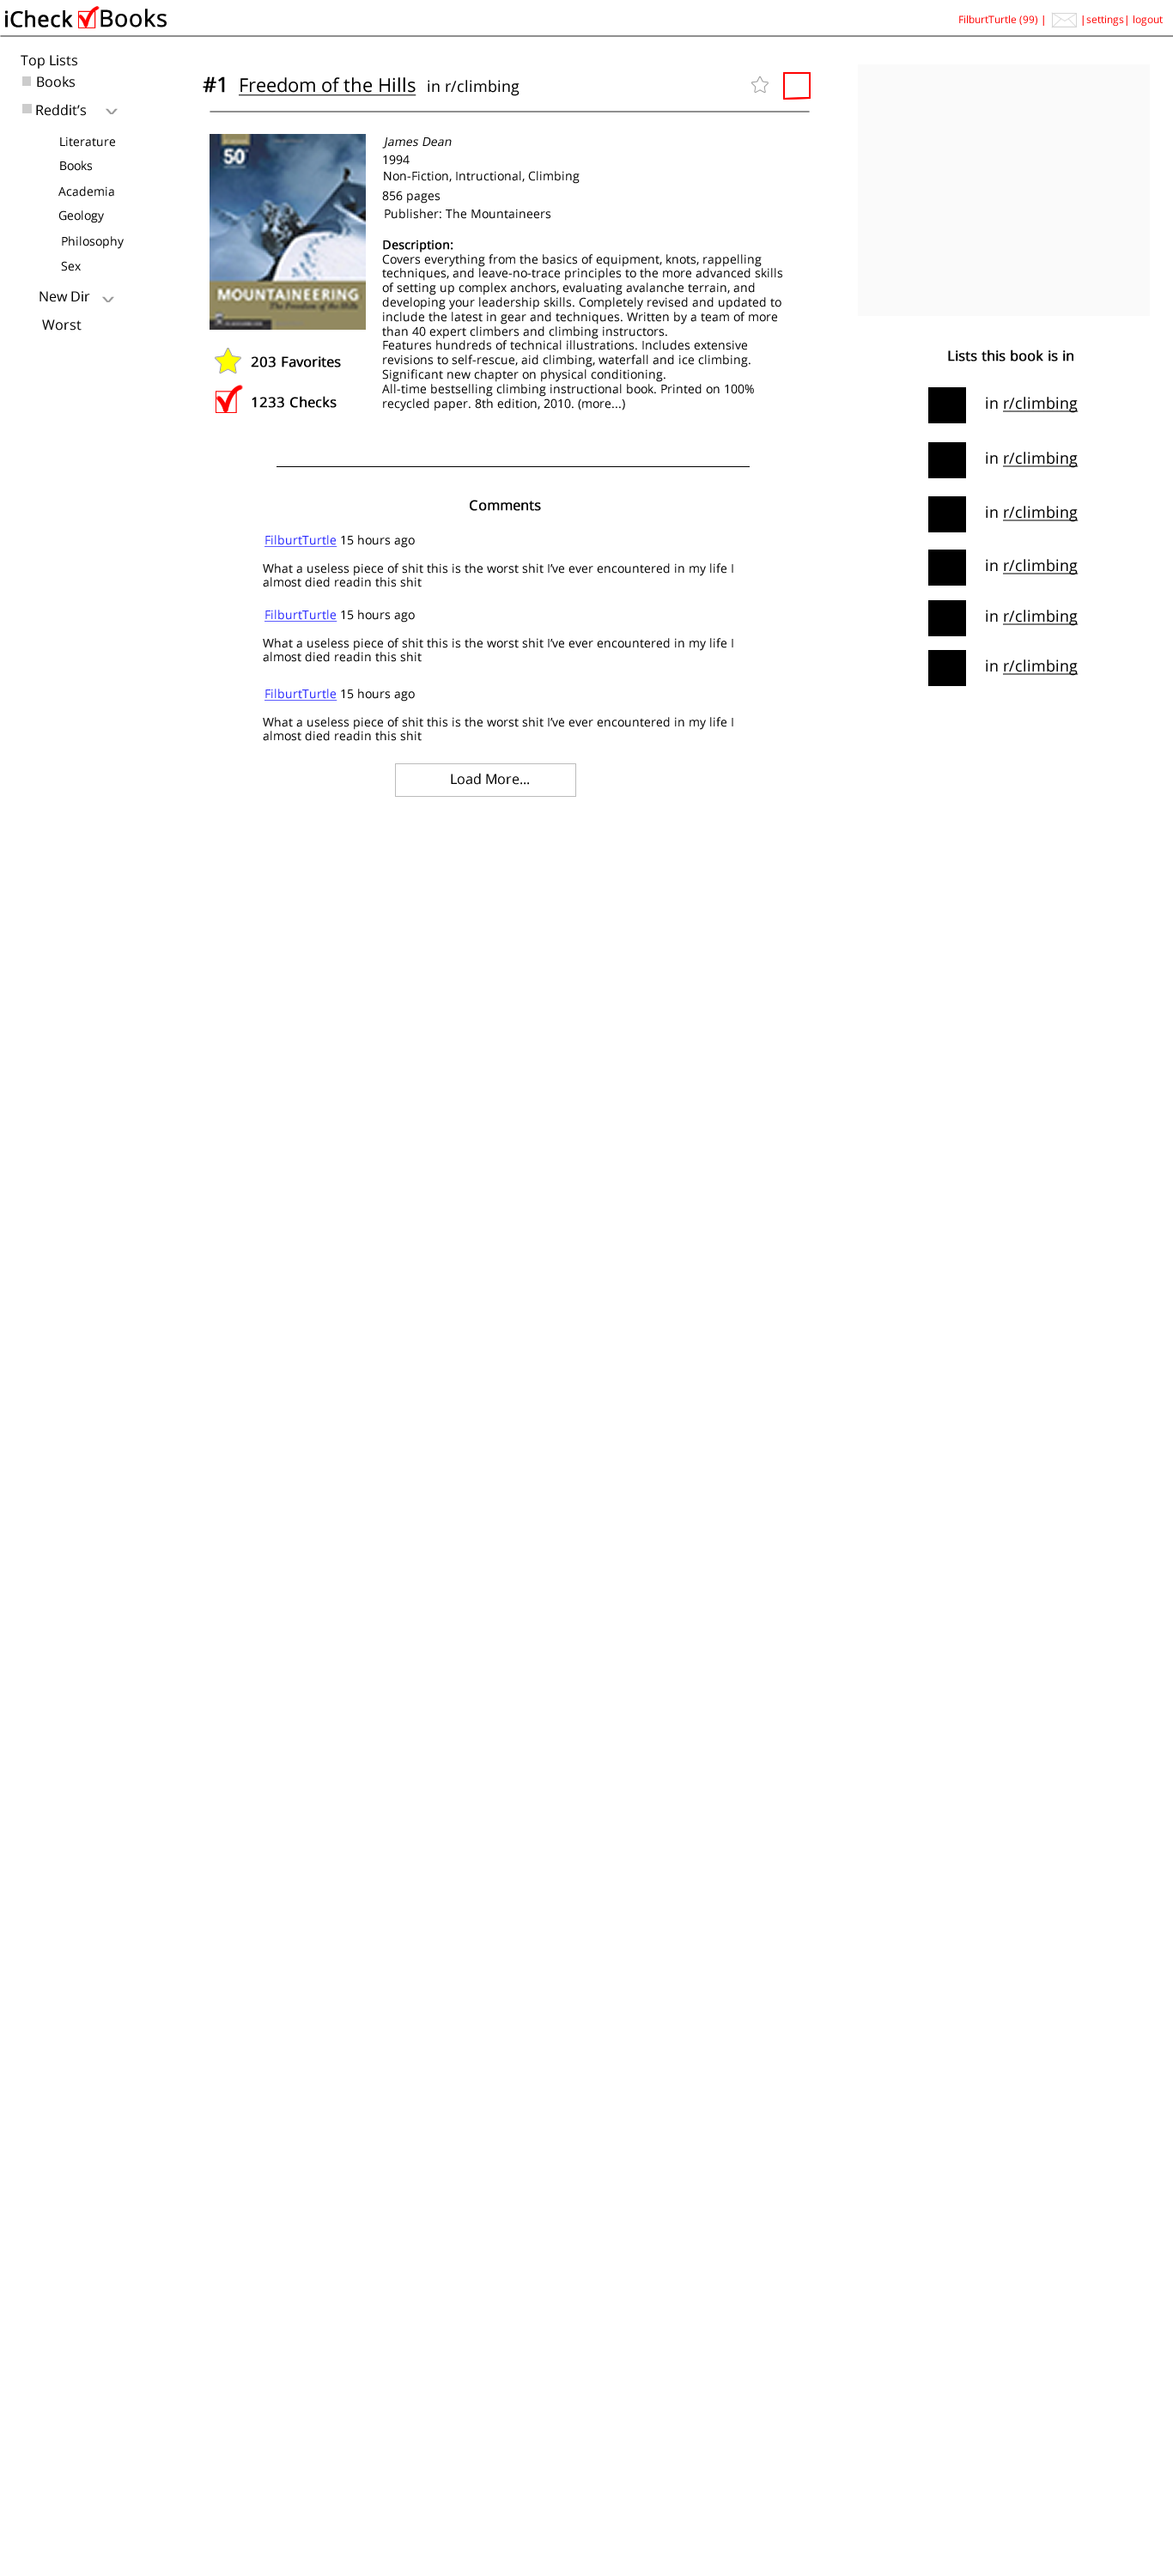 iCheck Books
FilburtTurtle (99) | | settings | logout
Top Lists
Books
Reddit's
Literature
Books
Academia
Geology
Philosophy
Sex
New Dir
Worst
#1 Freedom of the Hills in r/climbing
50
MOUNTAINEERING
The Freedom of the Hills
203 Favorites
1233 Checks
James Dean
1994
Non-Fiction, Intructional, Climbing
856 pages
Publisher: The Mountaineers
Description:
Covers everything from the basics of equipment, knots, rappelling
techniques, and leave-no-trace principles to the more advanced skills
of setting up complex anchors, evaluating avalanche terrain, and
developing your leadership skills. Completely revised and updated to
include the latest in gear and techniques. Written by a team of more
than 40 expert climbers and climbing instructors.
Features hundreds of technical illustrations. Includes extensive
revisions to self-rescue, aid climbing, waterfall and ice climbing.
Significant new chapter on physical conditioning.
All-time bestselling climbing instructional book. Printed on 100%
recycled paper. 8th edition, 2010. (more...)
Comments
FilburtTurtle 15 hours ago
What a useless piece of shit this is the worst shit I've ever encountered in my life I
almost died readin this shit
FilburtTurtle 15 hours ago
What a useless piece of shit this is the worst shit I've ever encountered in my life I
almost died readin this shit
FilburtTurtle 15 hours ago
What a useless piece of shit this is the worst shit I've ever encountered in my life I
almost died readin this shit
Load More...
Lists this book is in
in r/climbing
in r/climbing
in r/climbing
in r/climbing
in r/climbing
in r/climbing